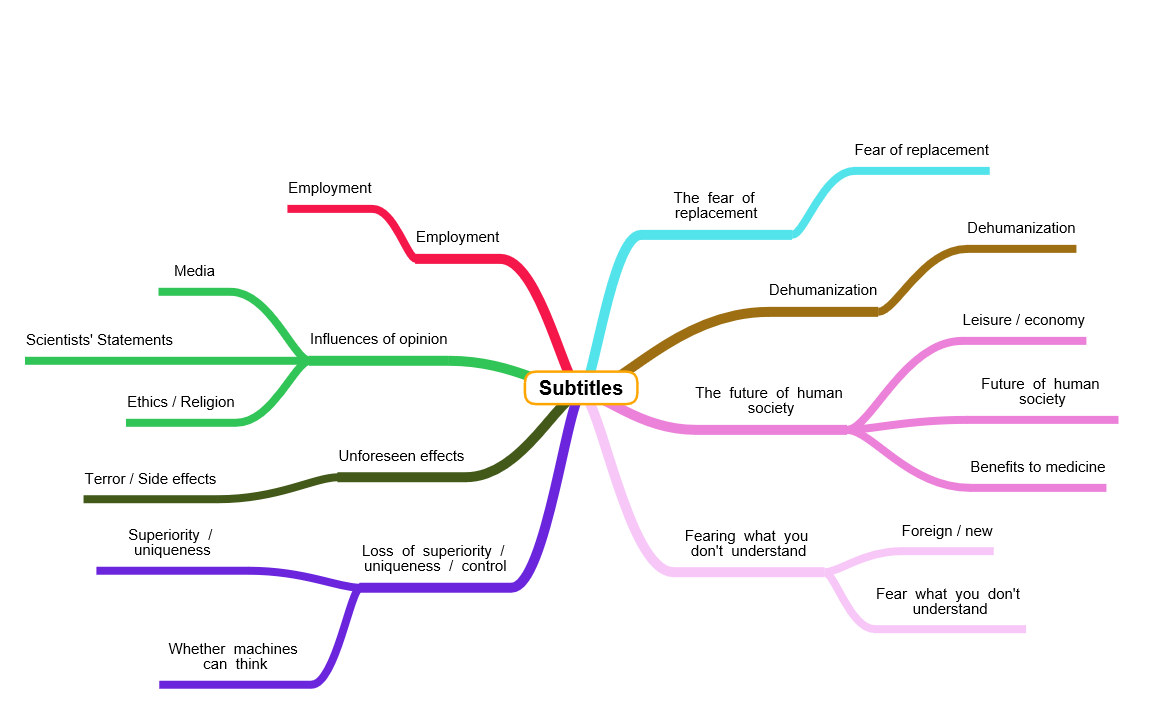 Fear of replacement
Employment
The fear of
replacement
Dehumanization
Employment
Media
Dehumanization
Leisure / economy
Scientists' Statements
Influences of opinion
Subtitles
The future of human
society
Future of human
society
Ethics / Religion
Unforeseen effects
Benefits to medicine
Terror / Side effects
Superiority /
uniqueness
Loss of superiority /
uniqueness / control
Fearing what you
don't understand
Foreign / new
Fear what you don't
understand
Whether machines
can think